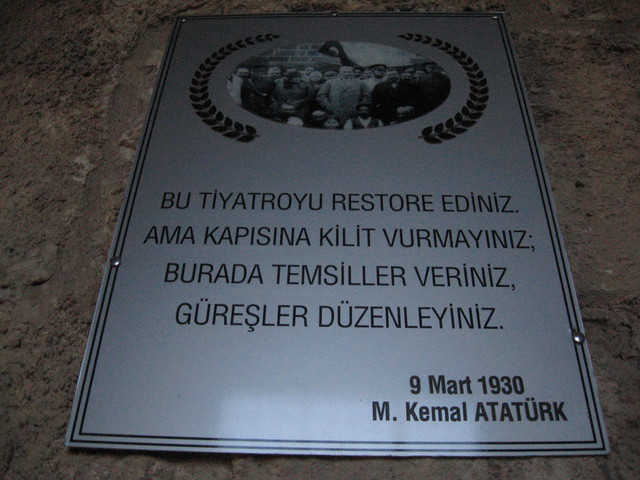 BU TİYATROYU RESTORE EDİNİZ.
AMA KAPISINA KİLİT VURMAYINIZ;
BURADA TEMSİLLER VERİNİZ,
GÜREŞLER DÜZENLEYİNİZ.
9 Mart 1930
M. Kemal ATATÜRK